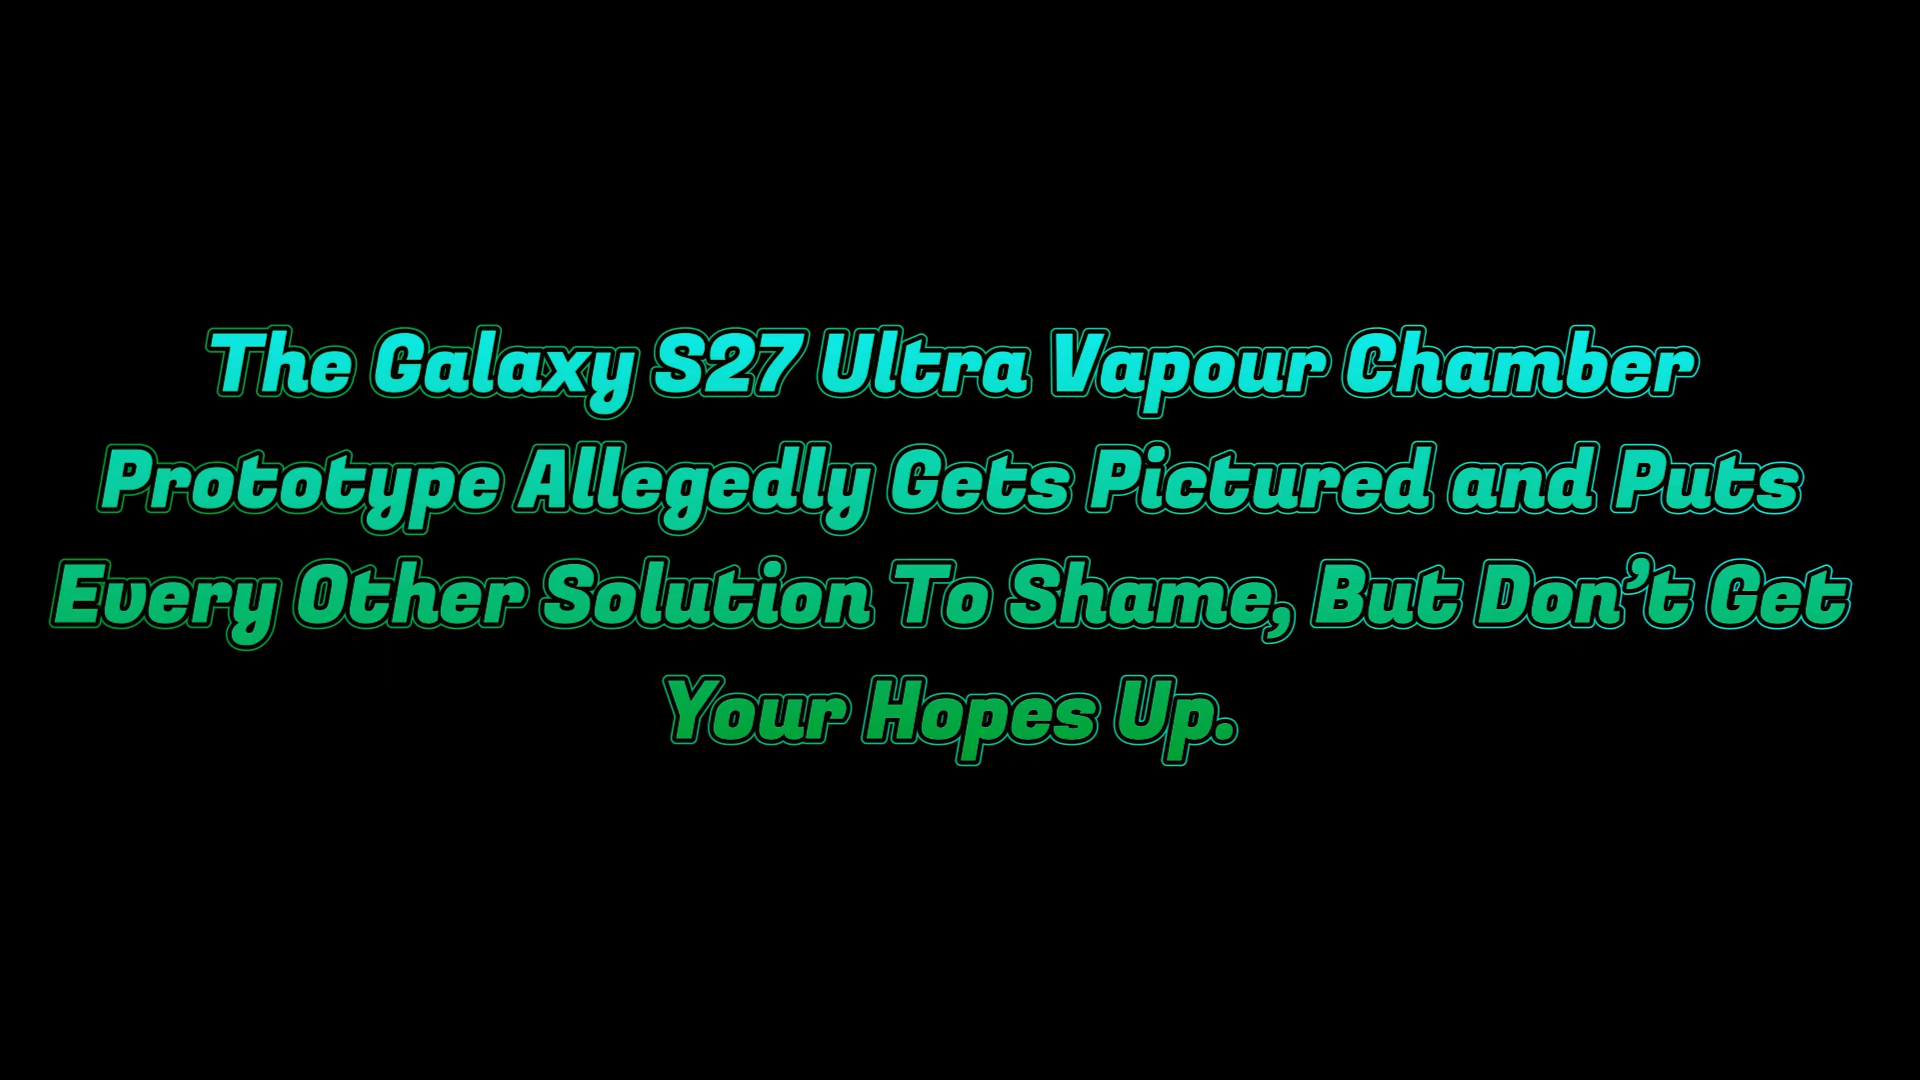 The Galaxy S27 Ultra Vapour Chamber
Prototype Allegedly Gets Pictured and Puts
Every Other Solution To Shame, But Don’t Get
Your Hopes Up.